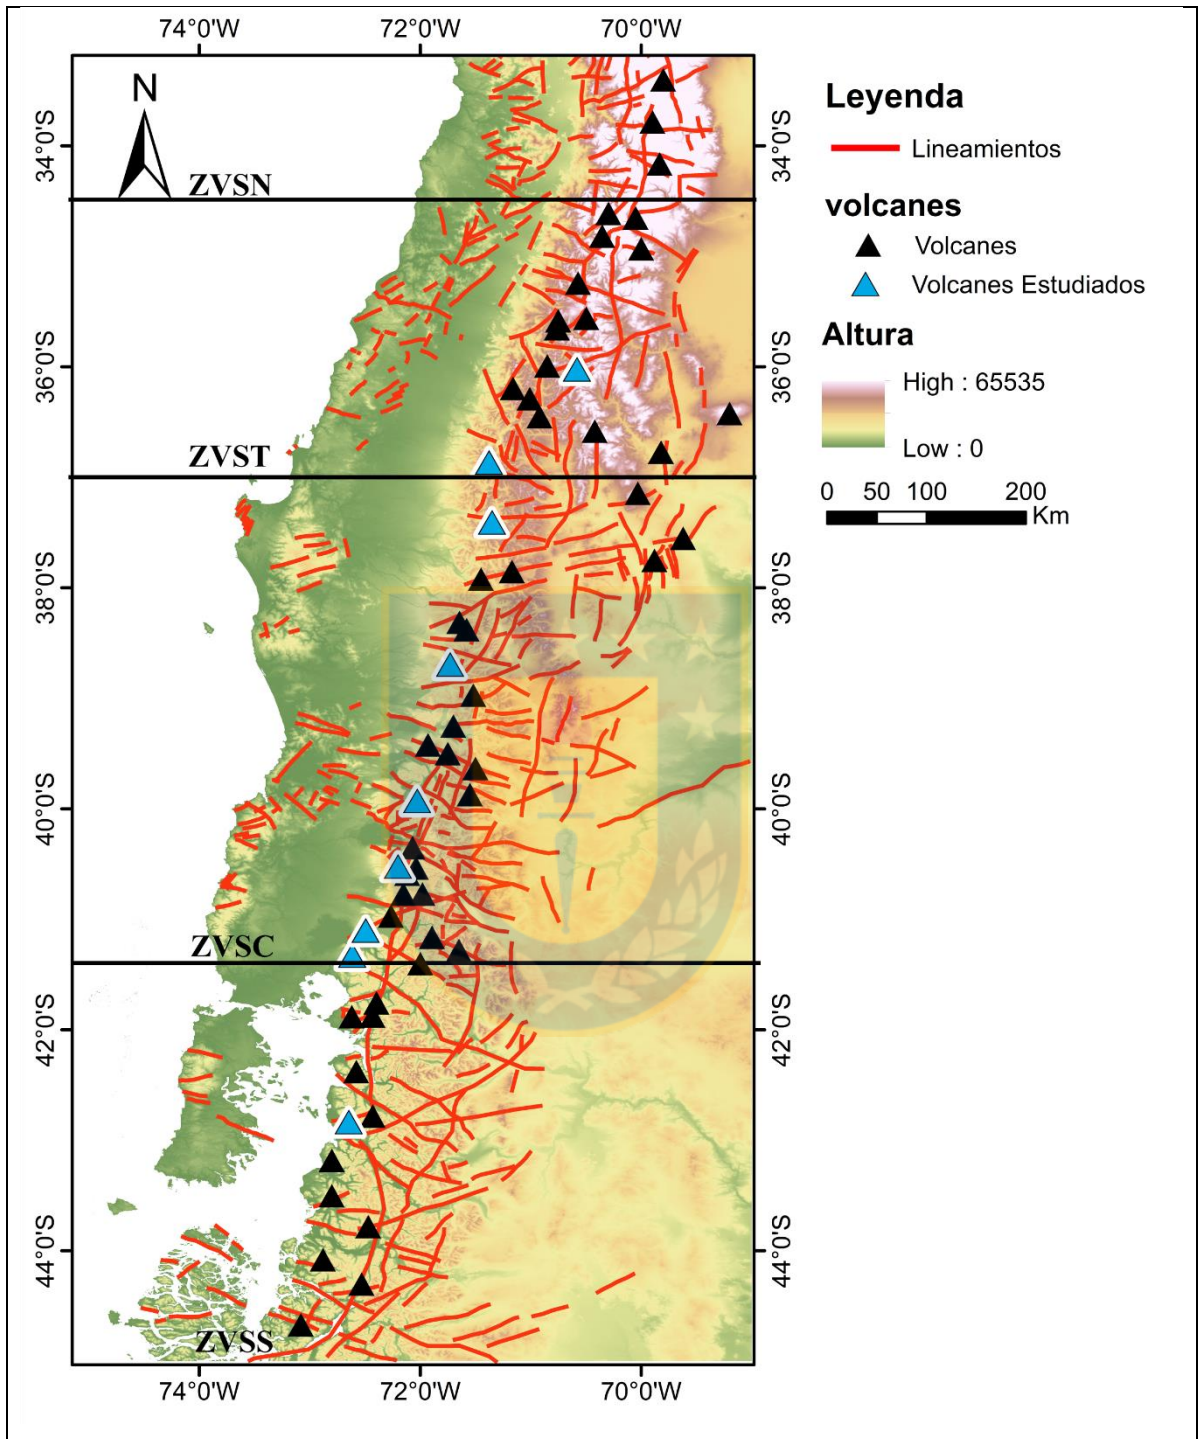 74°0'W 72°0'W 70°0'W
N
34°0'S
36°0'S
38°0'S
40°0'S
42°0'S
44°0'S
ZVSN
ZVST
ZVSC
ZVSS
34°0'S
36°0'S
38°0'S
40°0'S
42°0'S
44°0'S
74°0'W 72°0'W 70°0'W
Leyenda
Lineamientos
volcanes
Volcanes
Volcanes Estudiados
Altura
High : 65535
Low : 0
0 50 100 200
Km